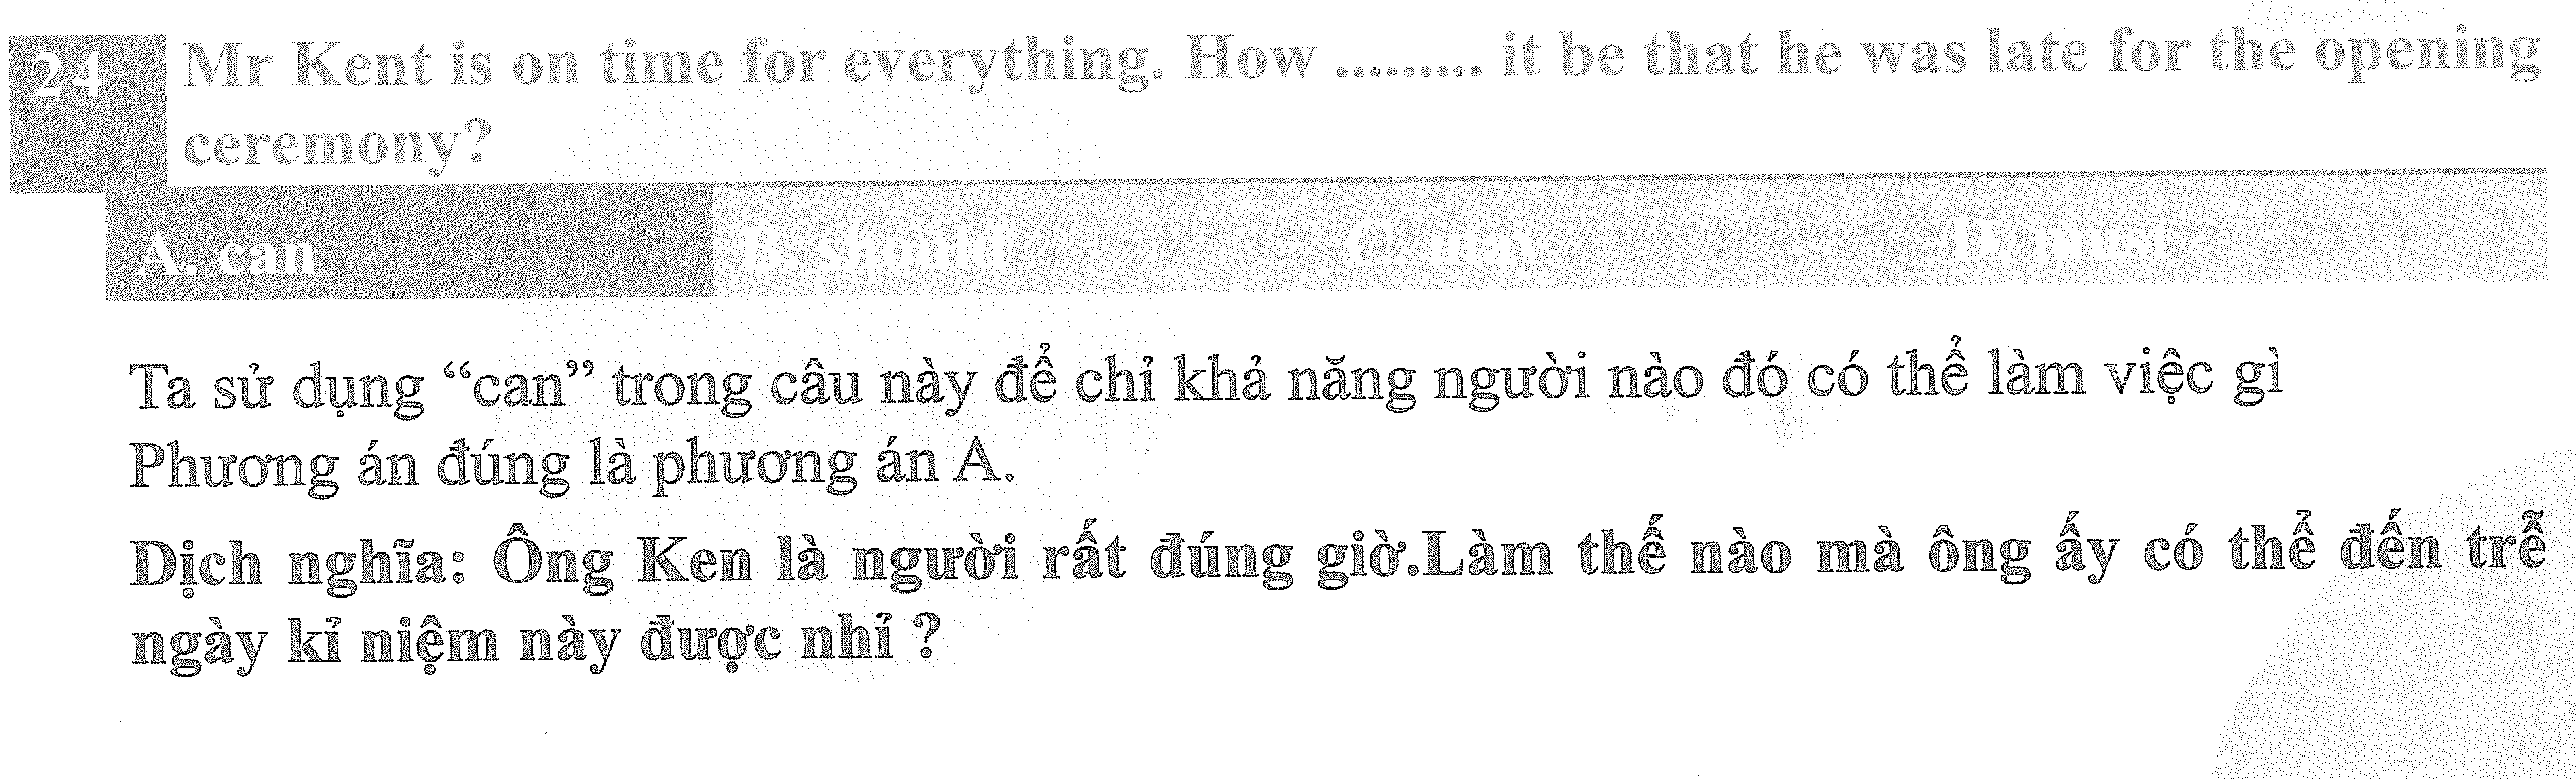 24 Mr Kent is on time for everything. How ......... it be that he was late for the opening
ceremony?
A. can B. should C. may D. must
Ta sử dụng “can” trong câu này để chỉ khả năng người nào đó có thể làm việc gì
Phương án đúng là phương án A.
Dịch nghĩa: Ông Ken là người rất đúng giờ.Làm thế nào mà ông ấy có thể đến trễ
ngày kỉ niệm này được nhỉ ?